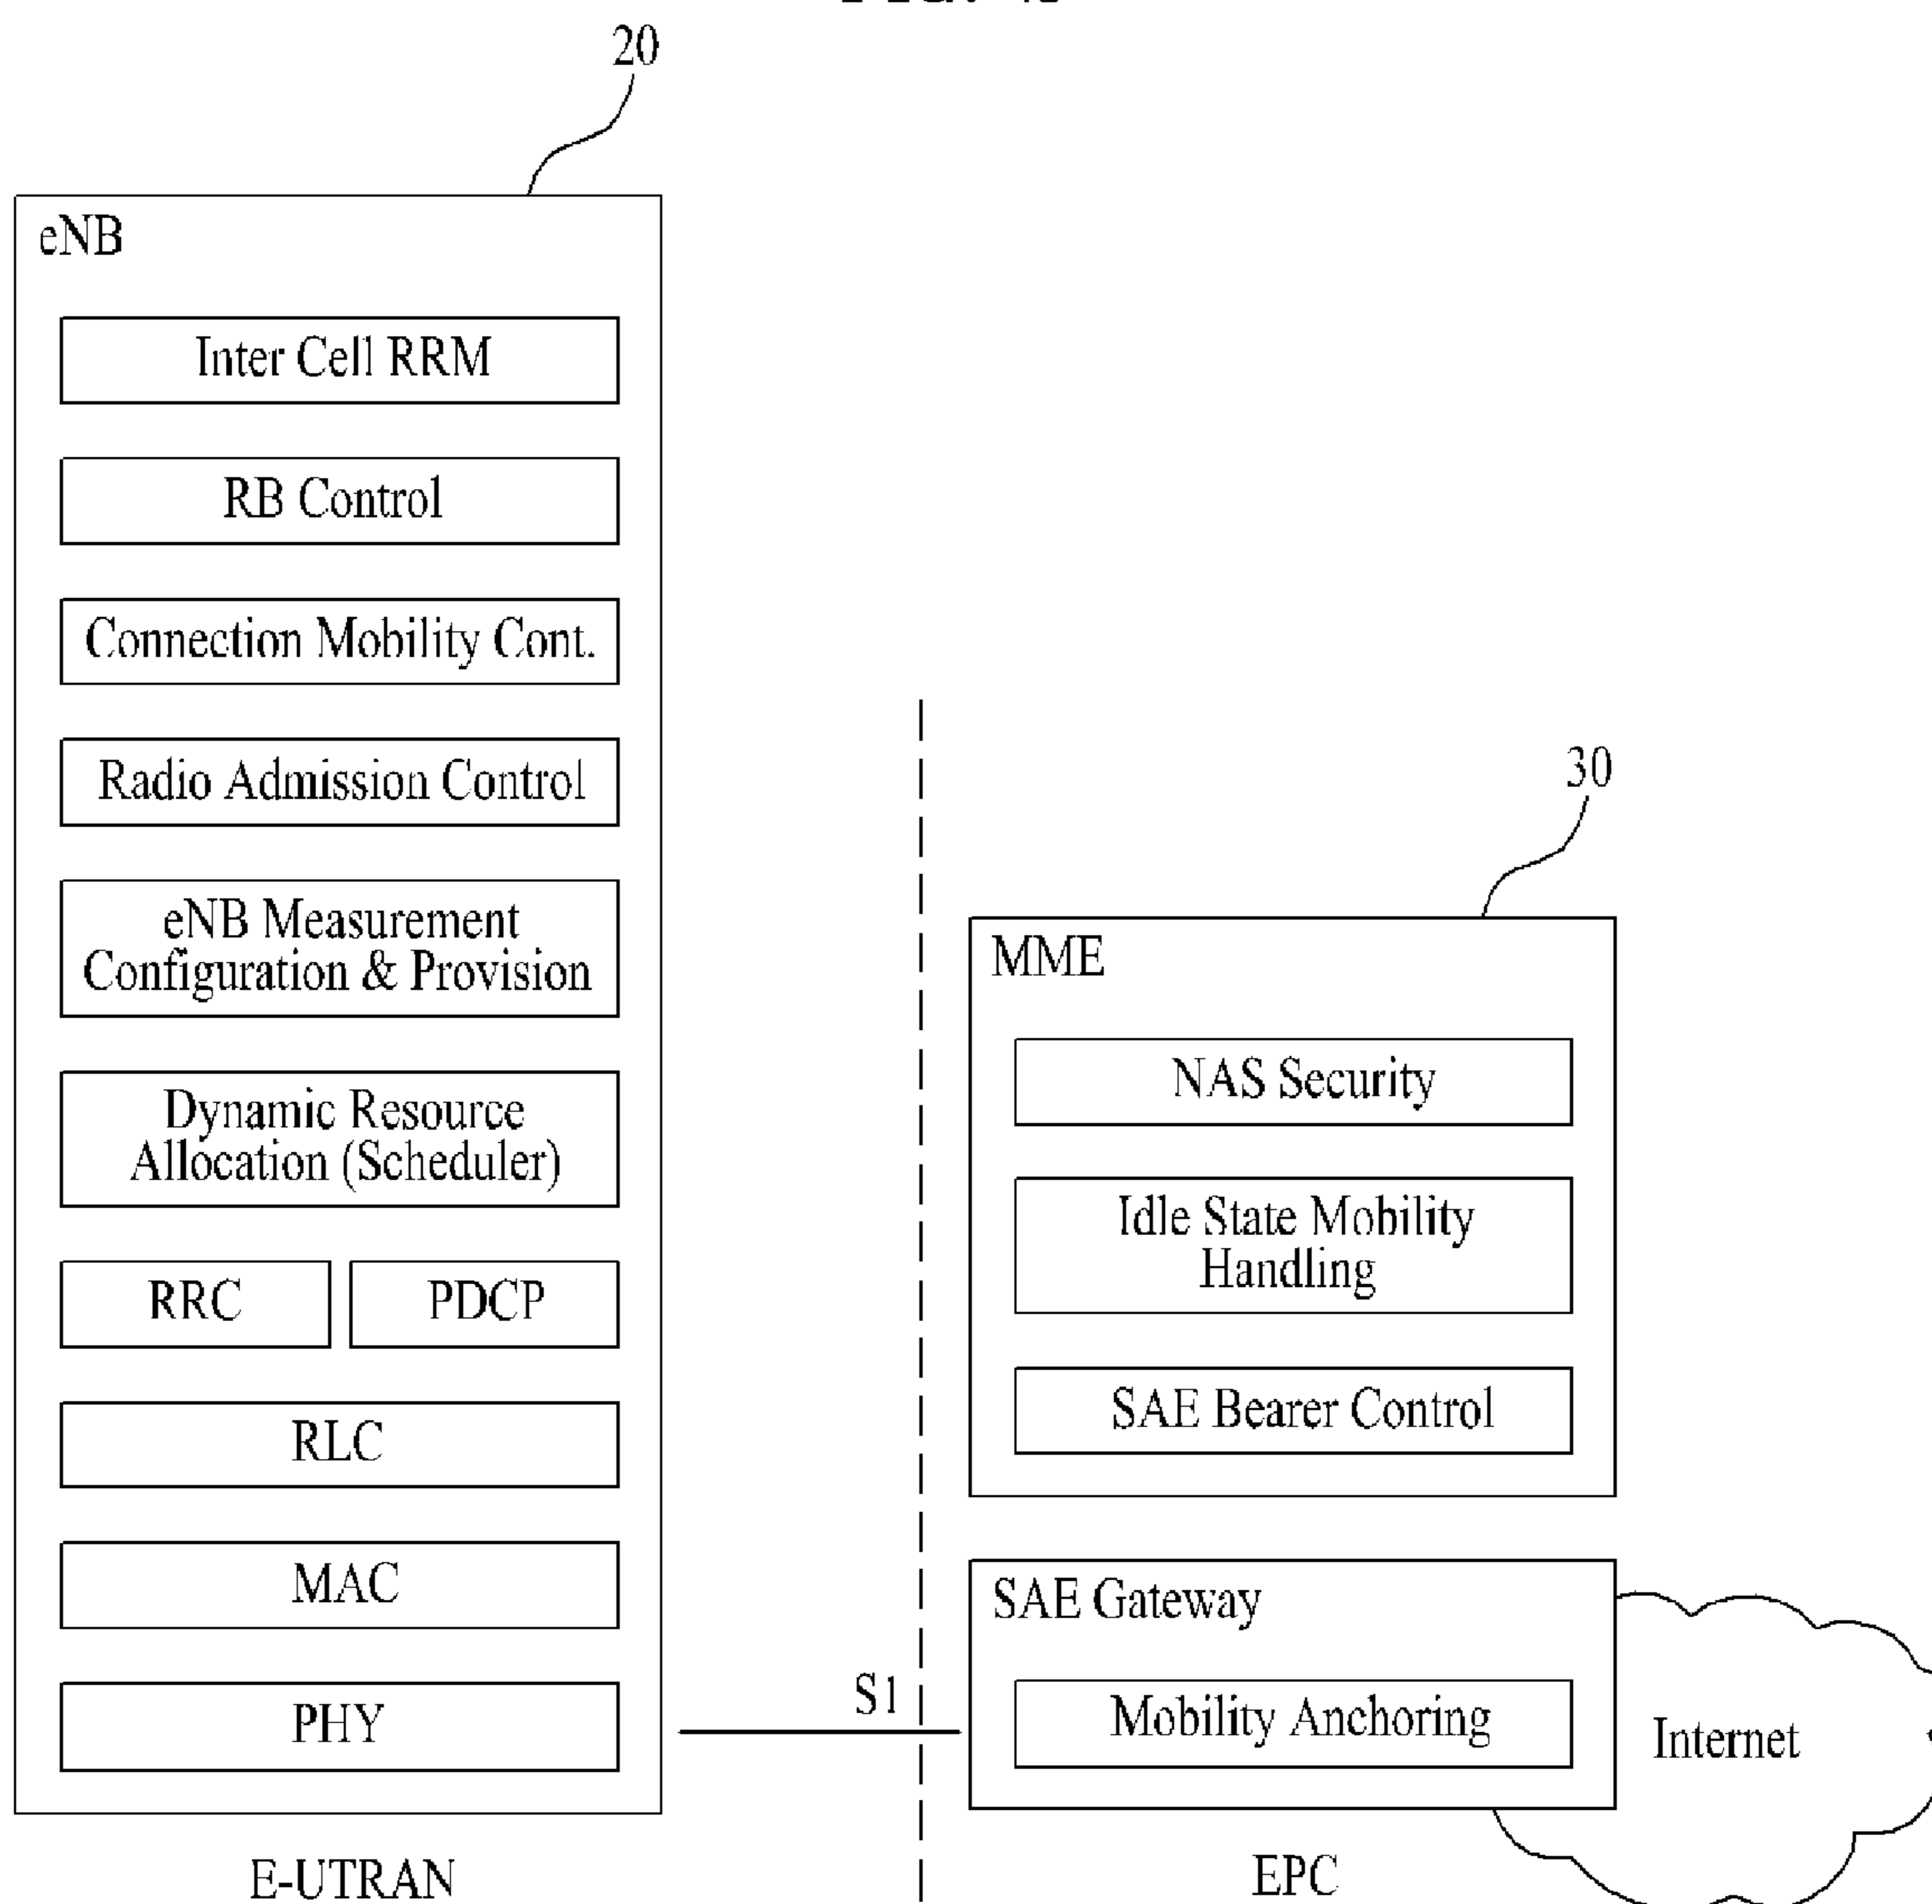 20
eNB
Inter Cell RRM
RB Control
Connection Mobility Cont.
Radio Admission Control
eNB Measurement
Configuration & Provision
Dynamic Resource
Allocation (Scheduler)
RRC
PDCP
RLC
MAC
PHY
E-UTRAN
S1
30
MME
NAS Security
Idle State Mobility
Handling
SAE Bearer Control
SAE Gateway
Mobility Anchoring
Internet
EPC